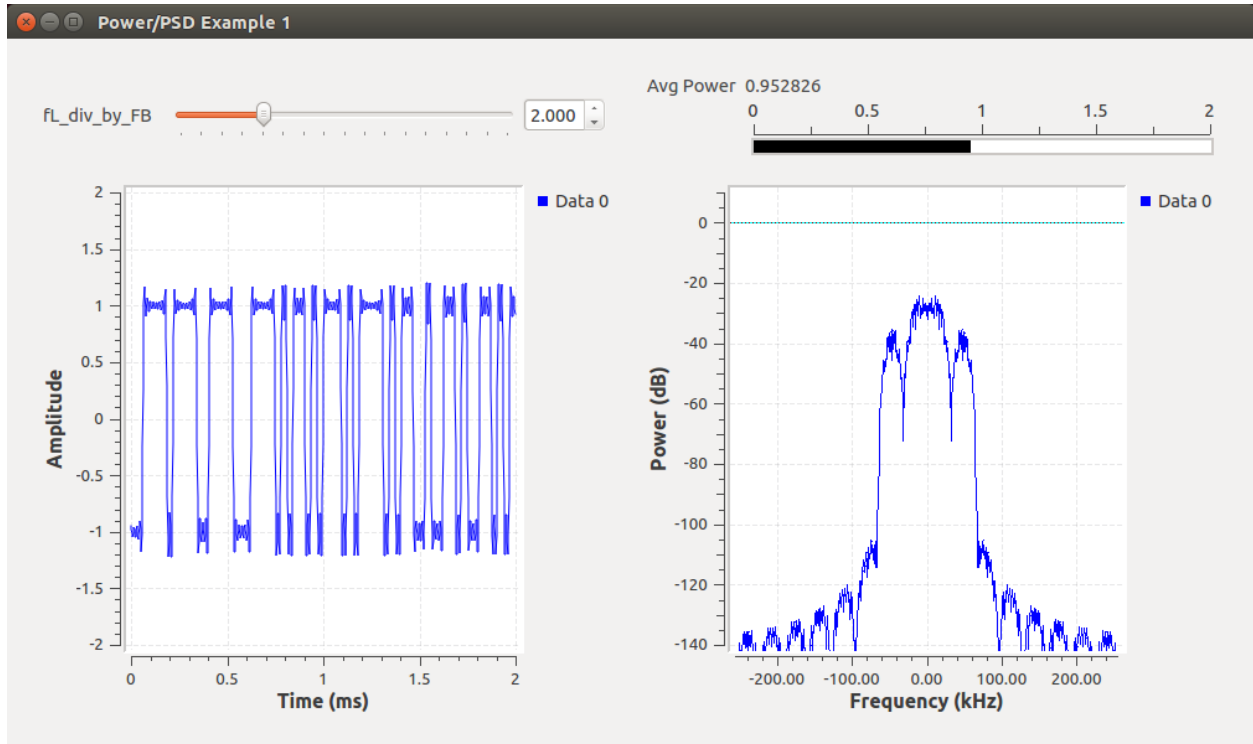 Power/PSD Example 1
fL_div_by_FB
2.000
Avg Power 0.952826
0 0.5 1 1.5 2
Data 0
2
1.5
1
0.5
0
-0.5
-1
-1.5
-2
Amplitude
0 0.5 1 1.5 2
Time (ms)
Data 0
0
-20
-40
-60
-80
-100
-120
-140
Power (dB)
-200.00 -100.00 0.00 100.00 200.00
Frequency (kHz)